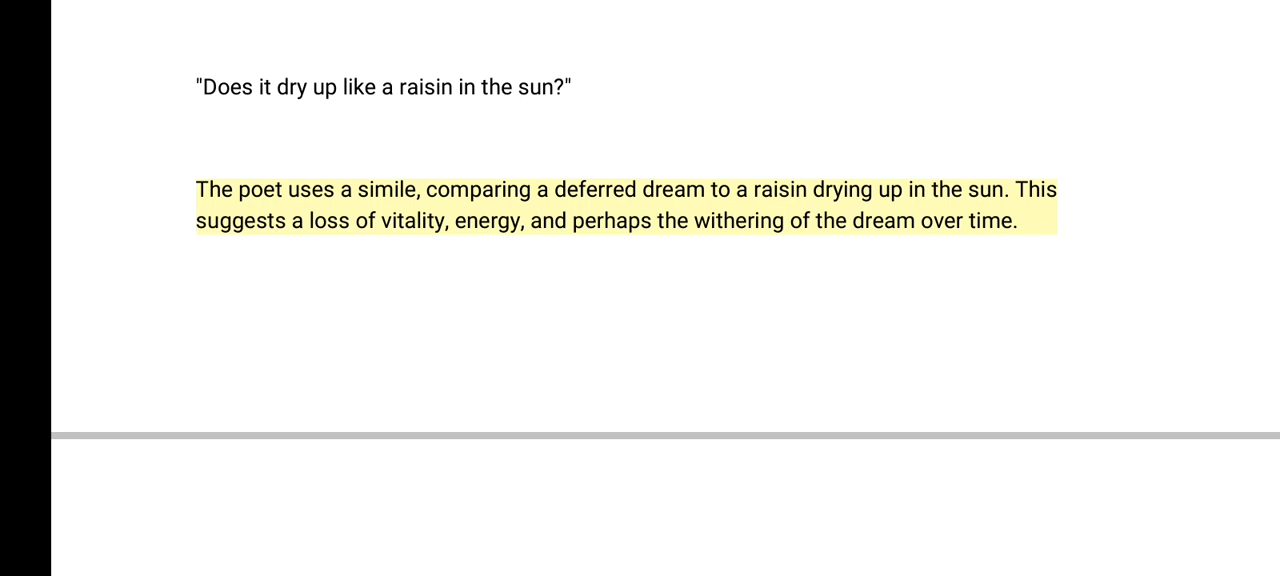 "Does it dry up like a raisin in the sun?"
The poet uses a simile, comparing a deferred dream to a raisin drying up in the sun. This
suggests a loss of vitality, energy, and perhaps the withering of the dream over time.